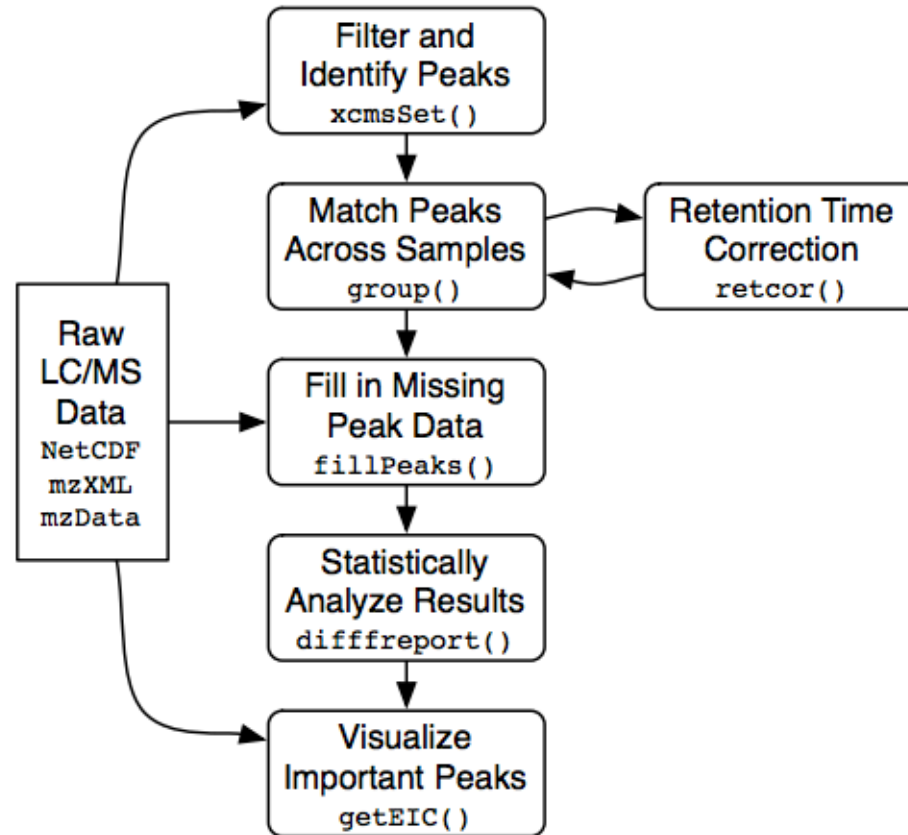 Filter and
Identify Peaks
xcmsSet()
Match Peaks
Across Samples
group()
Retention Time
Correction
retcor()
Raw
LC/MS
Data
NetCDF
mzXML
mzData
Fill in Missing
Peak Data
fillPeaks()
Statistically
Analyze Results
difffreport()
Visualize
Important Peaks
getEIC()